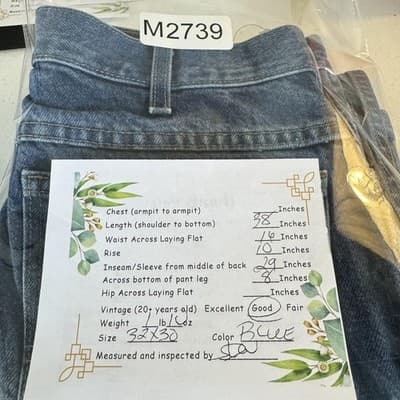 M2739
Chest (armpit to armpit) Inches
Length (shoulder to bottom) 38 Inches
Waist Across Laying Flat 16 Inches
Rise 10 Inches
Inseam/Sleeve from middle of back 29 Inches
Across bottom of pant leg 8 Inches
Hip Across Laying Flat Inches
Vintage (20+ years old) Excellent Good Fair
Weight 1 lb 10 oz
Size 32x30 Color BLUE
Measured and inspected by